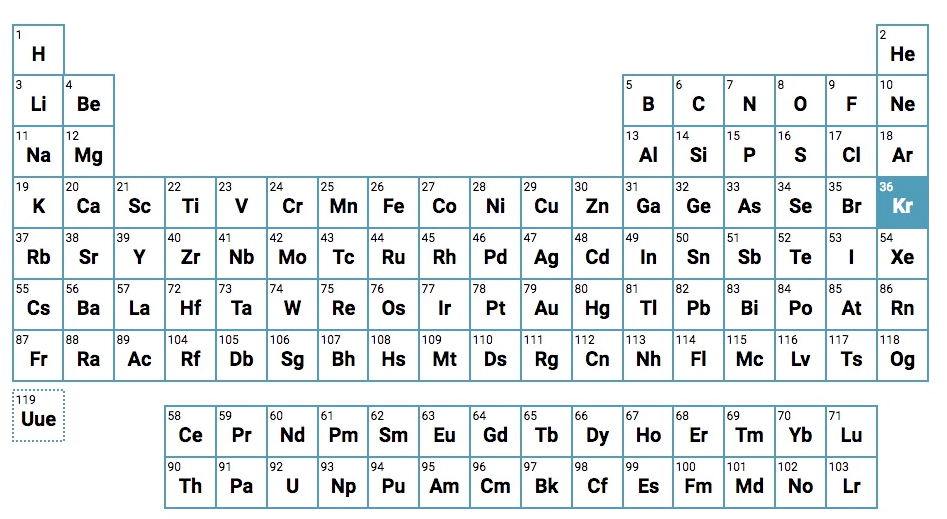 1 2
H He
3 4 5 6 7 8 9 10
Li Be B C N O F Ne
11 12 13 14 15 16 17 18
Na Mg Al Si P S Cl Ar
19 20 21 22 23 24 25 26 27 28 29 30 31 32 33 34 35 36
K Ca Sc Ti V Cr Mn Fe Co Ni Cu Zn Ga Ge As Se Br Kr
37 38 39 40 41 42 43 44 45 46 47 48 49 50 51 52 53 54
Rb Sr Y Zr Nb Mo Tc Ru Rh Pd Ag Cd In Sn Sb Te I Xe
55 56 57 72 73 74 75 76 77 78 79 80 81 82 83 84 85 86
Cs Ba La Hf Ta W Re Os Ir Pt Au Hg Tl Pb Bi Po At Rn
87 88 89 104 105 106 107 108 109 110 111 112 113 114 115 116 117 118
Fr Ra Ac Rf Db Sg Bh Hs Mt Ds Rg Cn Nh Fl Mc Lv Ts Og
119
Uue
58 59 60 61 62 63 64 65 66 67 68 69 70 71
Ce Pr Nd Pm Sm Eu Gd Tb Dy Ho Er Tm Yb Lu
90 91 92 93 94 95 96 97 98 99 100 101 102 103
Th Pa U Np Pu Am Cm Bk Cf Es Fm Md No Lr